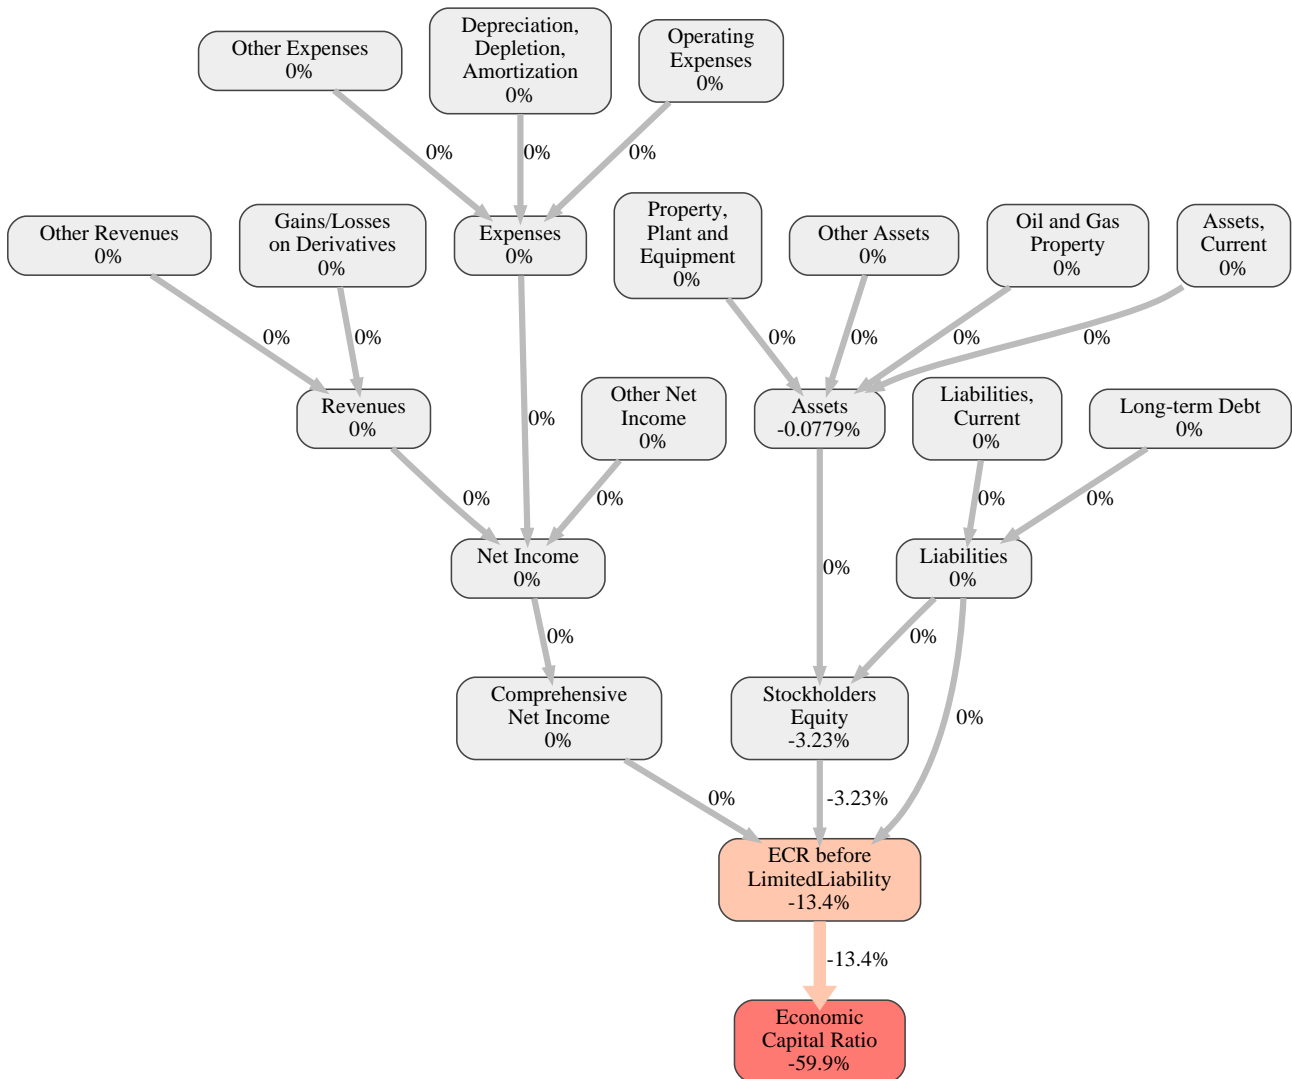 Other Expenses
0%
Depreciation,
Depletion,
Amortization
0%
Operating
Expenses
0%
0%
0%
0%
Other Revenues
0%
Gains/Losses
on Derivatives
0%
Expenses
0%
Property,
Plant and
Equipment
0%
Other Assets
0%
Oil and Gas
Property
0%
Assets,
Current
0%
0%
0%
0%
0%
0%
0%
Revenues
0%
0%
Other Net
Income
0%
Assets
-0.0779%
Liabilities,
Current
0%
Long-term Debt
0%
0%
0%
0%
0%
Net Income
0%
0%
Liabilities
0%
0%
0%
Comprehensive
Net Income
0%
Stockholders
Equity
-3.23%
0%
0%
-3.23%
ECR before
LimitedLiability
-13.4%
-13.4%
Economic
Capital Ratio
-59.9%